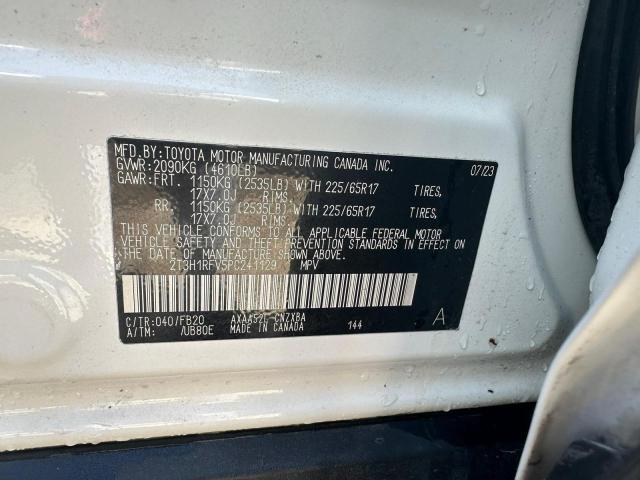 MFD. BY: TOYOTA MOTOR MANUFACTURING CANADA INC.
GVWR: 2090KG (4610LB) 07/23
GAWR: FRT. 1150KG (2535LB) WITH 225/65R17 TIRES,
17X7.0J RIMS,
RR. 1150KG (2535LB) WITH 225/65R17 TIRES,
17X7.0J RIMS,
THIS VEHICLE CONFORMS TO ALL APPLICABLE FEDERAL MOTOR
VEHICLE SAFETY AND THEFT PREVENTION STANDARDS IN EFFECT ON
THE DATE OF MANUFACTURE SHOWN ABOVE.
2T3H1RFV5PC241129 MPV
C/TR: 040/FB20 AXAA52L-CNZXBA
A/TM: /UB80E MADE IN CANADA 144 A